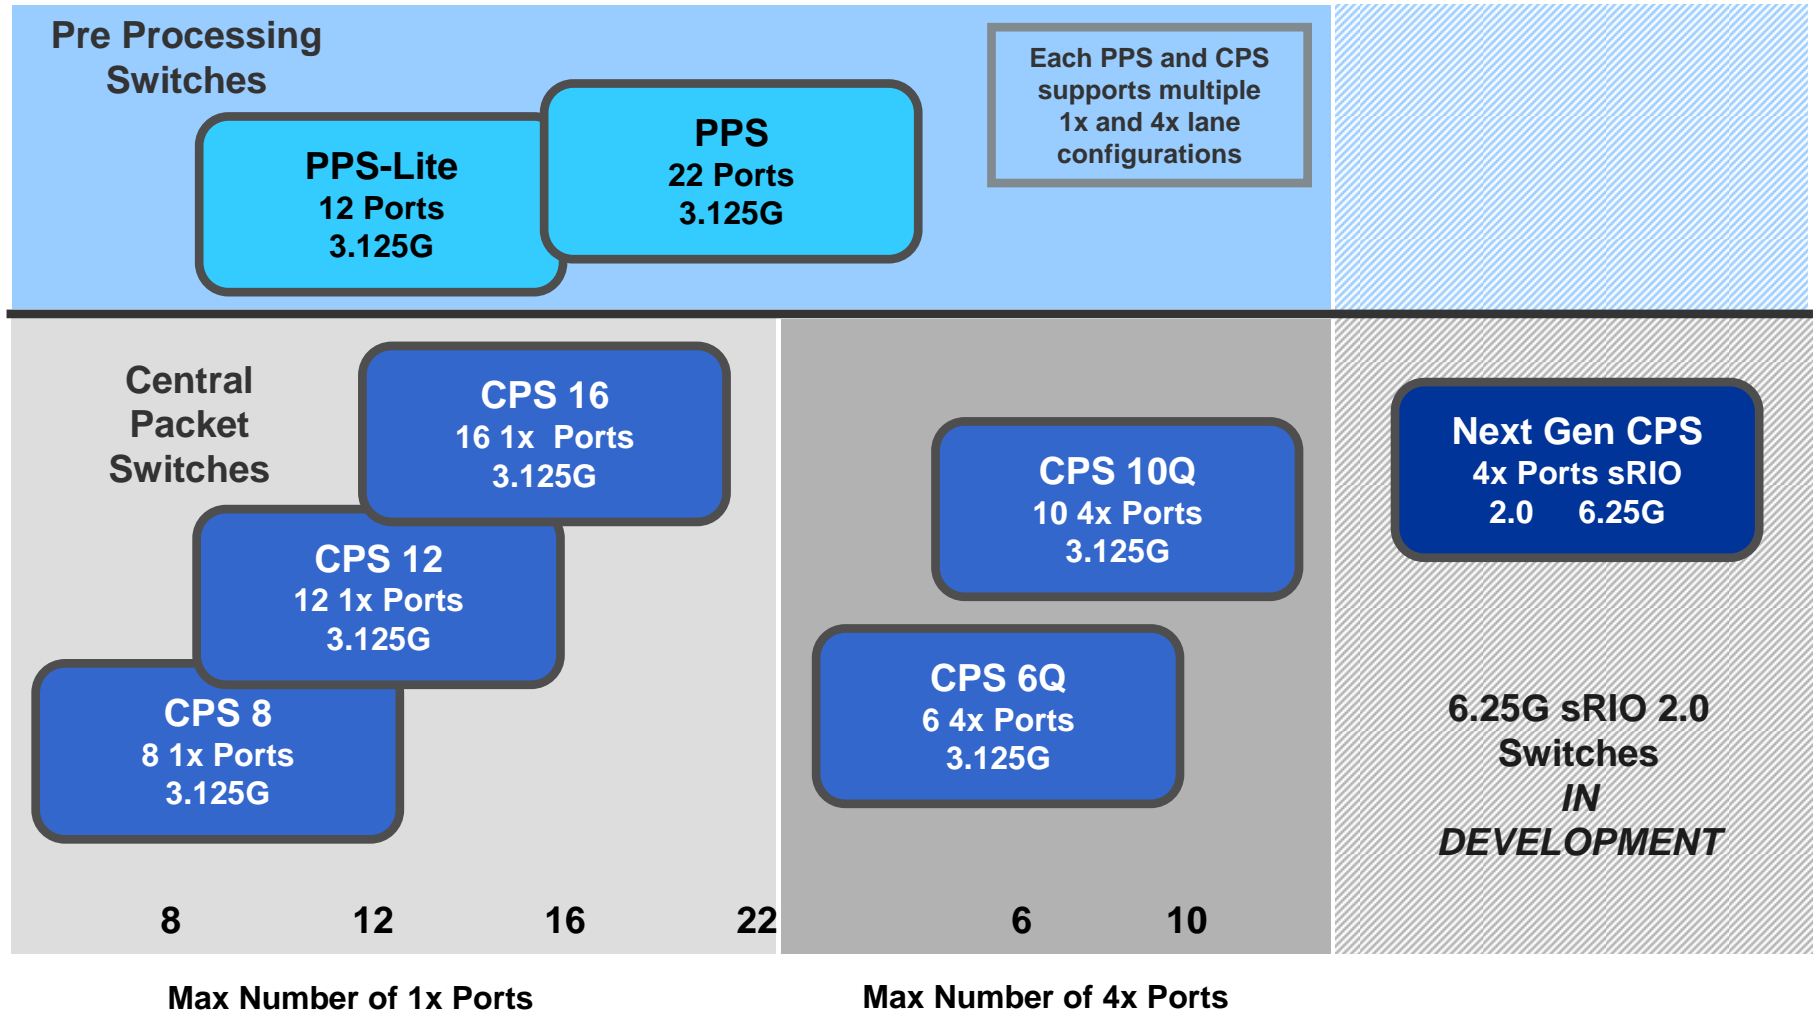 Pre Processing
Switches
Each PPS and CPS
supports multiple
1x and 4x lane
configurations
PPS-Lite
12 Ports
3.125G
PPS
22 Ports
3.125G
Central
Packet
Switches
CPS 16
16 1x Ports
3.125G
CPS 12
12 1x Ports
3.125G
CPS 8
8 1x Ports
3.125G
CPS 10Q
10 4x Ports
3.125G
CPS 6Q
6 4x Ports
3.125G
Next Gen CPS
4x Ports sRIO
2.0 6.25G
6.25G sRIO 2.0
Switches
IN
DEVELOPMENT
8 12 16 22 6 10
Max Number of 1x Ports
Max Number of 4x Ports